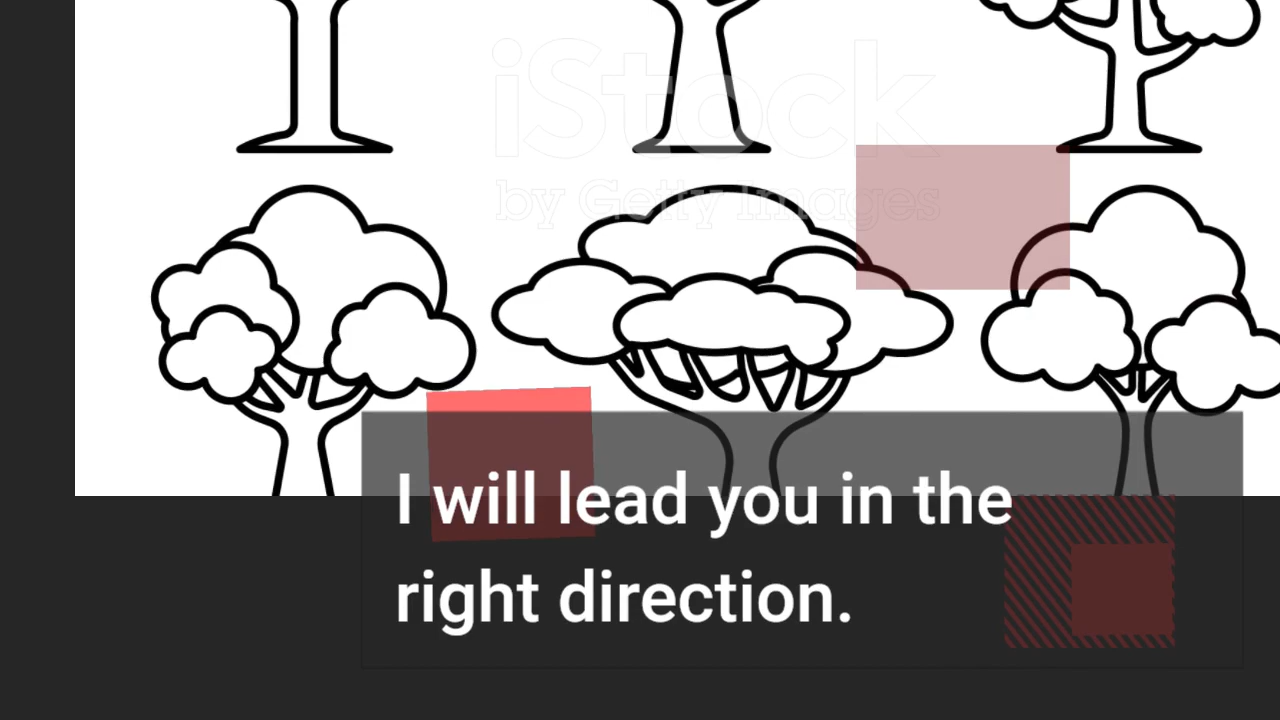 iStock
by Getty Images
I will lead you in the
right direction.